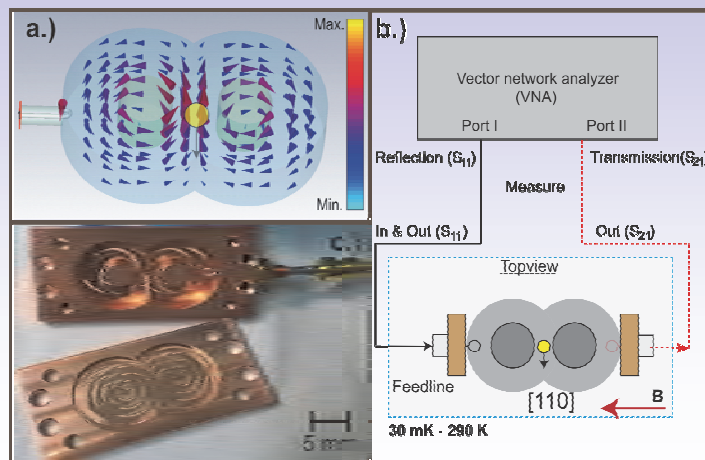 a.)
Max.
Min.
c.)
5 mm
b.)
Vector network analyzer
(VNA)
Port I
Port II
Reflection (S11)
Transmission(S21)
Measure
In & Out (S11)
Out (S21)
Topview
Feedline
[110]
B
30 mK - 290 K